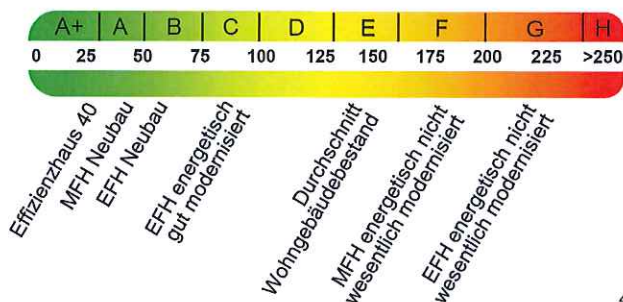 A+ A B C D E F G H
0 25 50 75 100 125 150 175 200 225 >250
Effizienzhaus 40
MFH Neubau
EFH Neubau
EFH energetisch
gut modernisiert
Durchschnitt
Wohngebäudebestand
MFH energetisch nicht
wesentlich modernisiert
EFH energetisch nicht
wesentlich modernisiert